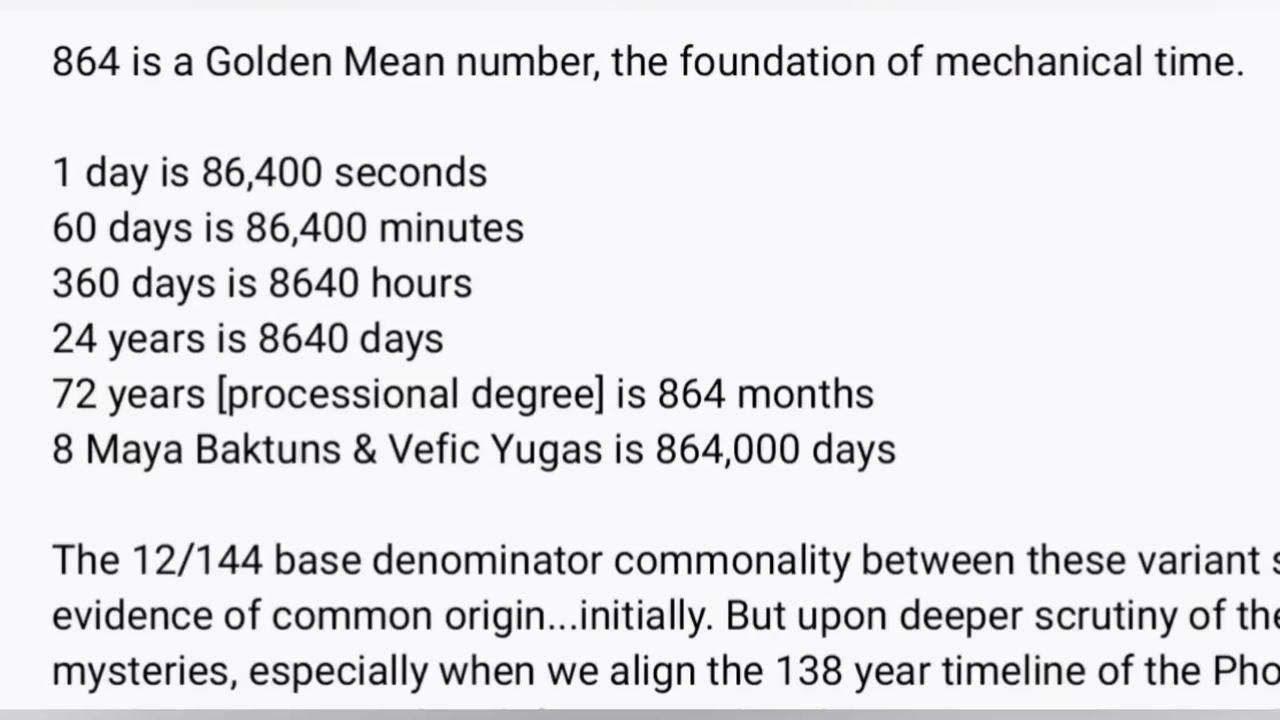 864 is a Golden Mean number, the foundation of mechanical time.
1 day is 86,400 seconds
60 days is 86,400 minutes
360 days is 8640 hours
24 years is 8640 days
72 years [processional degree] is 864 months
8 Maya Baktuns & Vefic Yugas is 864,000 days
The 12/144 base denominator commonality between these variant s
evidence of common origin...initially. But upon deeper scrutiny of the
mysteries, especially when we align the 138 year timeline of the Pho